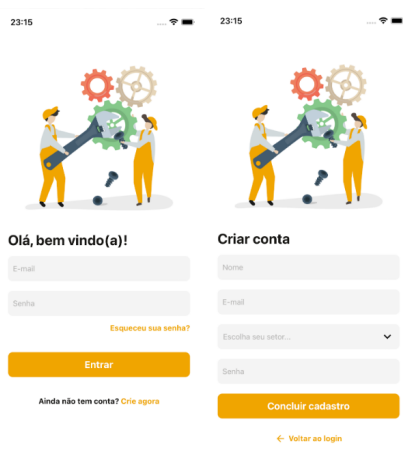 23:15
Olá, bem vindo(a)!
E-mail
Senha
Esqueceu sua senha?
Entrar
Ainda não tem conta? Crie agora
23:15
Criar conta
Nome
E-mail
Escolha seu setor...
Senha
Concluir cadastro
← Voltar ao login